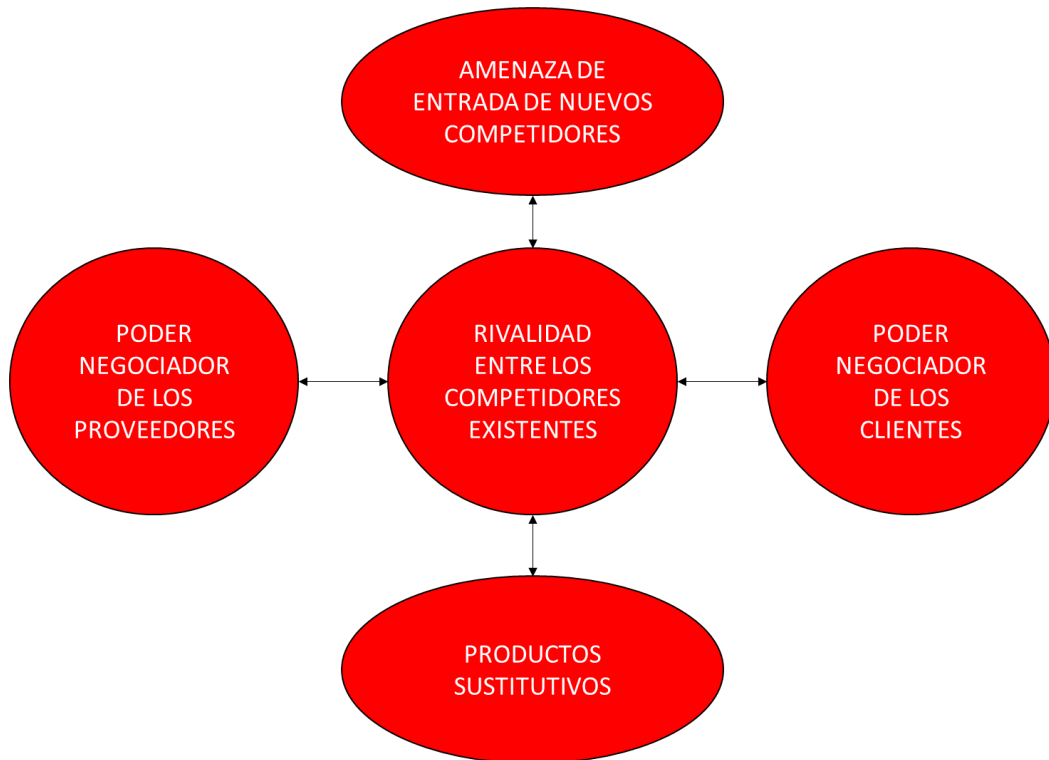 AMENAZA DE
ENTRADA DE NUEVOS
COMPETIDORES
PODER
NEGOCIADOR
DE LOS
PROVEEDORES
RIVALIDAD
ENTRE LOS
COMPETIDORES
EXISTENTES
PODER
NEGOCIADOR
DE LOS
CLIENTES
PRODUCTOS
SUSTITUTIVOS